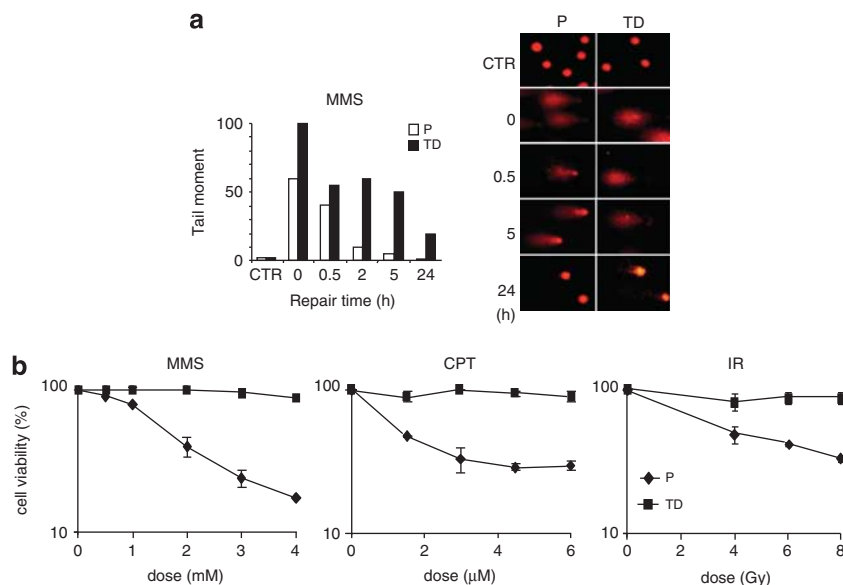 a
P TD
CTR
0
0.5
5
24
(h)
MMS
P
TD
Tail moment
100
50
0
CTR 0 0.5 2 5 24
Repair time (h)
b
MMS
cell viability (%)
100
10
0 1 2 3 4
dose (mM)
CPT
100
10
0 2 4 6
dose (μM)
IR
100
10
P
TD
0 2 4 6 8
dose (Gy)